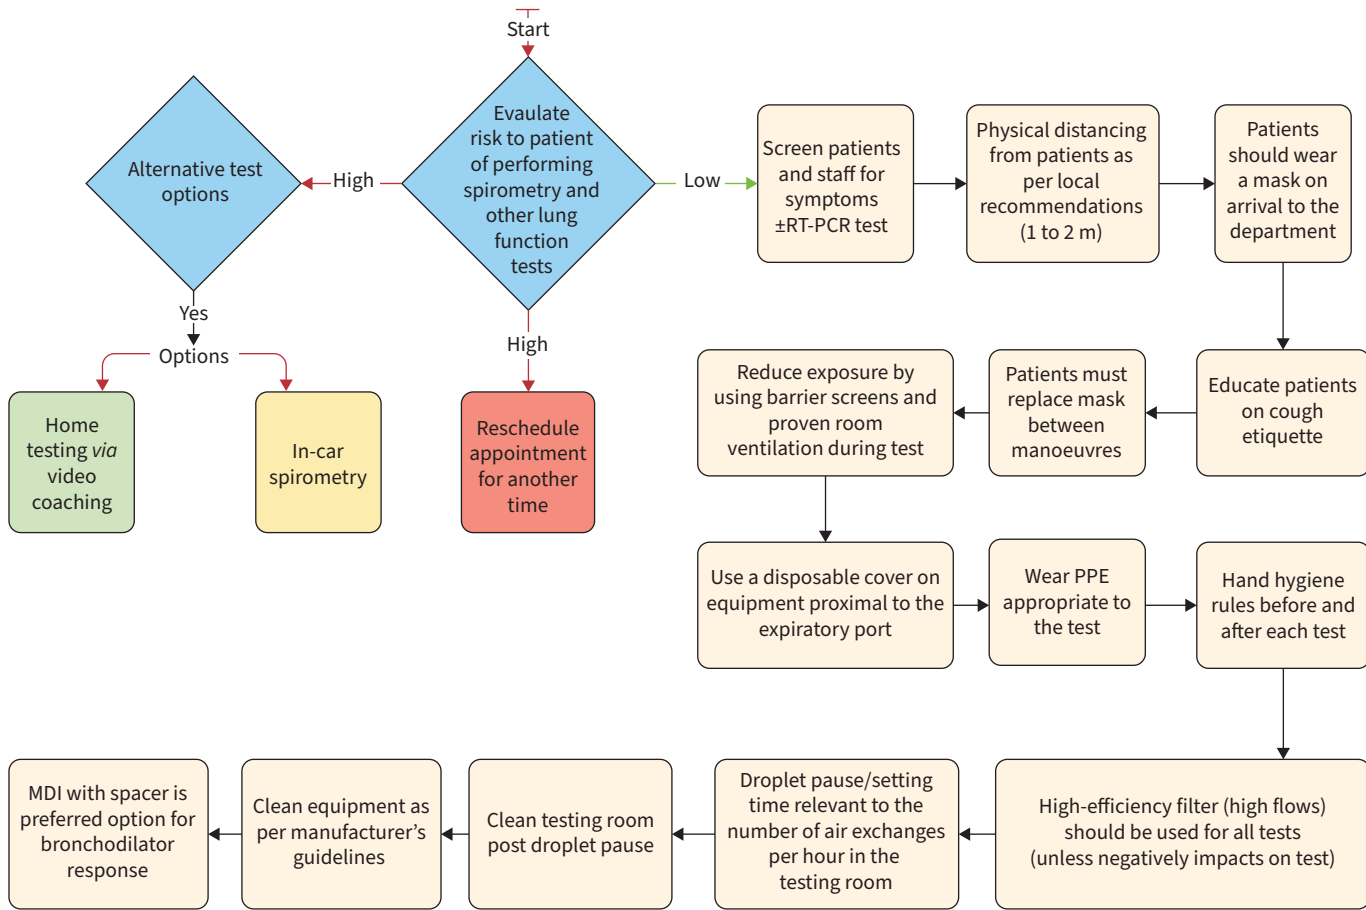 Start
Evaulate
risk to patient
of performing
spirometry and
other lung
function
tests
High
Alternative test
options
Yes
Options
Home
testing via
video
coaching
In-car
spirometry
High
Reschedule
appointment
for another
time
Low
Screen patients
and staff for
symptoms
±RT-PCR test
Physical distancing
from patients as
per local
recommendations
(1 to 2 m)
Patients
should wear
a mask on
arrival to the
department
Educate patients
on cough
etiquette
Patients must
replace mask
between
manoeuvres
Reduce exposure by
using barrier screens and
proven room
ventilation during test
Use a disposable cover on
equipment proximal to the
expiratory port
Wear PPE
appropriate to
the test
Hand hygiene
rules before and
after each test
High-efficiency filter (high flows)
should be used for all tests
(unless negatively impacts on test)
Droplet pause/setting
time relevant to the
number of air exchanges
per hour in the
testing room
Clean testing room
post droplet pause
Clean equipment as
per manufacturer’s
guidelines
MDI with spacer is
preferred option for
bronchodilator
response